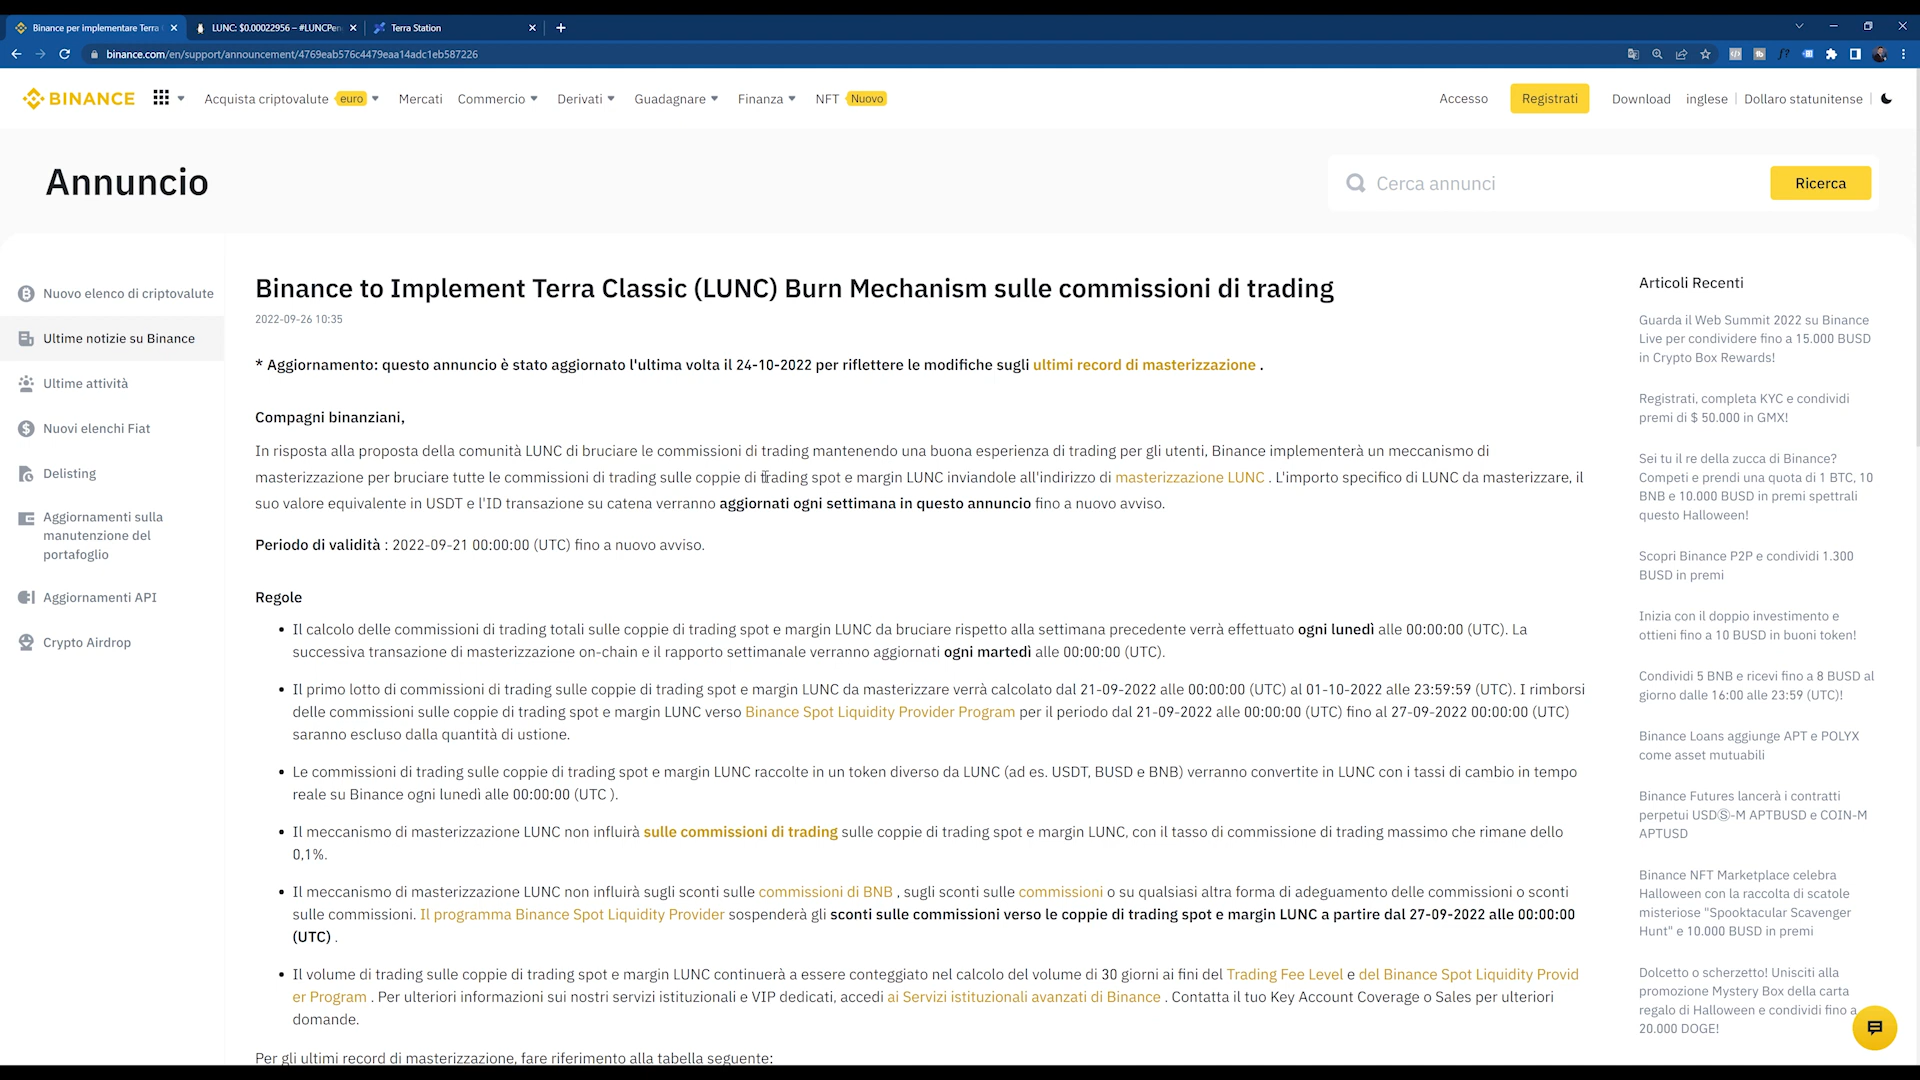 Binance per implementare Terra
LUNC: $0.00022956 – #LUNCPen
Terra Station
binance.com/en/support/announcement/4769eab576c4479eaa14adc1eb587226
BINANCE
Acquista criptovalute euro
Mercati
Commercio
Derivati
Guadagnare
Finanza
NFT Nuovo
Accesso
Registrati
Download
inglese
Dollaro statunitense
Annuncio
Cerca annunci
Ricerca
Nuovo elenco di criptovalute
Ultime notizie su Binance
Ultime attività
Nuovi elenchi Fiat
Delisting
Aggiornamenti sulla
manutenzione del
portafoglio
Aggiornamenti API
Crypto Airdrop
Binance to Implement Terra Classic (LUNC) Burn Mechanism sulle commissioni di trading
2022-09-26 10:35
* Aggiornamento: questo annuncio è stato aggiornato l'ultima volta il 24-10-2022 per riflettere le modifiche sugli ultimi record di masterizzazione .
Compagni binanziani,
In risposta alla proposta della comunità LUNC di bruciare le commissioni di trading mantenendo una buona esperienza di trading per gli utenti, Binance implementerà un meccanismo di
masterizzazione per bruciare tutte le commissioni di trading sulle coppie di trading spot e margin LUNC inviandole all'indirizzo di masterizzazione LUNC . L'importo specifico di LUNC da masterizzare, il
suo valore equivalente in USDT e l'ID transazione su catena verranno aggiornati ogni settimana in questo annuncio fino a nuovo avviso.
Periodo di validità : 2022-09-21 00:00:00 (UTC) fino a nuovo avviso.
Regole
• Il calcolo delle commissioni di trading totali sulle coppie di trading spot e margin LUNC da bruciare rispetto alla settimana precedente verrà effettuato ogni lunedì alle 00:00:00 (UTC). La
successiva transazione di masterizzazione on-chain e il rapporto settimanale verranno aggiornati ogni martedì alle 00:00:00 (UTC).
• Il primo lotto di commissioni di trading sulle coppie di trading spot e margin LUNC da masterizzare verrà calcolato dal 21-09-2022 alle 00:00:00 (UTC) al 01-10-2022 alle 23:59:59 (UTC). I rimborsi
delle commissioni sulle coppie di trading spot e margin LUNC verso Binance Spot Liquidity Provider Program per il periodo dal 21-09-2022 alle 00:00:00 (UTC) fino al 27-09-2022 00:00:00 (UTC)
saranno escluso dalla quantità di ustione.
• Le commissioni di trading sulle coppie di trading spot e margin LUNC raccolte in un token diverso da LUNC (ad es. USDT, BUSD e BNB) verranno convertite in LUNC con i tassi di cambio in tempo
reale su Binance ogni lunedì alle 00:00:00 (UTC ).
• Il meccanismo di masterizzazione LUNC non influirà sulle commissioni di trading sulle coppie di trading spot e margin LUNC, con il tasso di commissione di trading massimo che rimane dello
0,1%.
• Il meccanismo di masterizzazione LUNC non influirà sugli sconti sulle commissioni di BNB , sugli sconti sulle commissioni o su qualsiasi altra forma di adeguamento delle commissioni o sconti
sulle commissioni. Il programma Binance Spot Liquidity Provider sospenderà gli sconti sulle commissioni verso le coppie di trading spot e margin LUNC a partire dal 27-09-2022 alle 00:00:00
(UTC) .
• Il volume di trading sulle coppie di trading spot e margin LUNC continuerà a essere conteggiato nel calcolo del volume di 30 giorni ai fini del Trading Fee Level e del Binance Spot Liquidity Provid
er Program . Per ulteriori informazioni sui nostri servizi istituzionali e VIP dedicati, accedi ai Servizi istituzionali avanzati di Binance . Contatta il tuo Key Account Coverage o Sales per ulteriori
domande.
Per gli ultimi record di masterizzazione, fare riferimento alla tabella seguente:
Articoli Recenti
Guarda il Web Summit 2022 su Binance
Live per condividere fino a 15.000 BUSD
in Crypto Box Rewards!
Registrati, completa KYC e condividi
premi di $ 50.000 in GMX!
Sei tu il re della zucca di Binance?
Competi e prendi una quota di 1 BTC, 10
BNB e 10.000 BUSD in premi spettrali
questo Halloween!
Scopri Binance P2P e condividi 1.300
BUSD in premi
Inizia con il doppio investimento e
ottieni fino a 10 BUSD in buoni token!
Condividi 5 BNB e ricevi fino a 8 BUSD al
giorno dalle 16:00 alle 23:59 (UTC)!
Binance Loans aggiunge APT e POLYX
come asset mutuabili
Binance Futures lancerà i contratti
perpetui USDⓈ-M APTBUSD e COIN-M
APTUSD
Binance NFT Marketplace celebra
Halloween con la raccolta di scatole
misteriose "Spooktacular Scavenger
Hunt" e 10.000 BUSD in premi
Dolcetto o scherzetto! Unisciti alla
promozione Mystery Box della carta
regalo di Halloween e condividi fino a
20.000 DOGE!